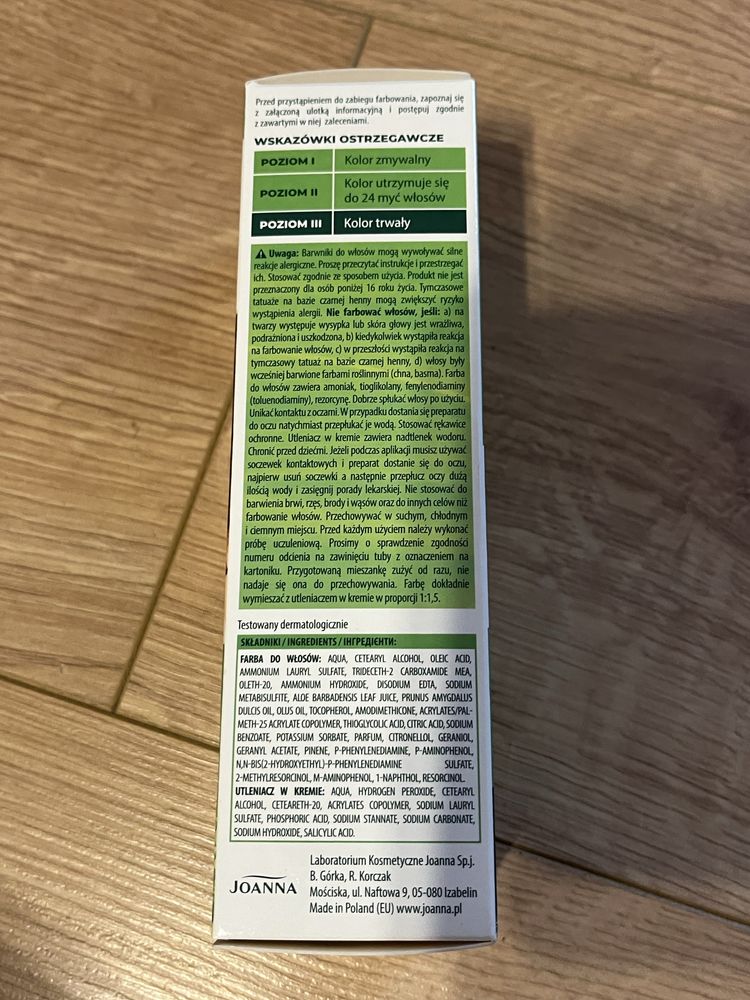 Przed przystąpieniem do zabiegu farbowania, zapoznaj się
z załączoną ulotką informacyjną i postępuj zgodnie
z zawartymi w niej zaleceniami.
WSKAZÓWKI OSTRZEGAWCZE
POZIOM I Kolor zmywalny
POZIOM II Kolor utrzymuje się
do 24 myć włosów
POZIOM III Kolor trwały
Uwaga: Barwniki do włosów mogą wywoływać silne
reakcje alergiczne. Proszę przeczytać instrukcje i przestrzegać
ich. Stosować zgodnie ze sposobem użycia. Produkt nie jest
przeznaczony dla osób poniżej 16 roku życia. Tymczasowe
tatuaże na bazie czarnej henny mogą zwiększyć ryzyko
wystąpienia alergii. Nie farbować włosów, jeśli: a) na
twarzy występuje wysypka lub skóra głowy jest wrażliwa,
podrażniona i uszkodzona, b) kiedykolwiek wystąpiła reakcja
na farbowanie włosów, c) w przeszłości wystąpiła reakcja na
tymczasowy tatuaż na bazie czarnej henny, d) włosy były
wcześniej barwione farbami roślinnymi (chna, basma). Farba
do włosów zawiera amoniak, tioglikolany, fenylenodiaminy
(toluenodiaminy), rezorcynę. Dobrze spłukać włosy po użyciu.
Unikać kontaktu z oczami. W przypadku dostania się preparatu
do oczu natychmiast przepłukać je wodą. Stosować rękawice
ochronne. Utleniacz w kremie zawiera nadtlenek wodoru.
Chronić przed dziećmi. Jeżeli podczas aplikacji musisz używać
soczewek kontaktowych i preparat dostanie się do oczu,
najpierw usuń soczewki a następnie przepłucz oczy dużą
ilością wody i zasięgnij porady lekarskiej. Nie stosować do
barwienia brwi, rzęs, brody i wąsów oraz do innych celów niż
farbowanie włosów. Przechowywać w suchym, chłodnym
i ciemnym miejscu. Przed każdym użyciem należy wykonać
próbę uczuleniową. Prosimy o sprawdzenie zgodności
numeru odcienia na zawinięciu tuby z oznaczeniem na
kartoniku. Przygotowaną mieszankę zużyć od razu, nie
nadaje się ona do przechowywania. Farbę dokładnie
wymieszać z utleniaczem w kremie w proporcji 1:1,5.
Testowany dermatologicznie
SKŁADNIKI / INGREDIENTS / ІНГРЕДІЄНТИ:
FARBA DO WŁOSÓW: AQUA, CETEARYL ALCOHOL, OLEIC ACID,
AMMONIUM LAURYL SULFATE, TRIDECETH-2 CARBOXAMIDE MEA,
OLETH-20, AMMONIUM HYDROXIDE, DISODIUM EDTA, SODIUM
METABISULFITE, ALOE BARBADENSIS LEAF JUICE, PRUNUS AMYGDALUS
DULCIS OIL, OLUS OIL, TOCOPHEROL, AMODIMETHICONE, ACRYLATES/PAL-
METH-25 ACRYLATE COPOLYMER, THIOGLYCOLIC ACID, CITRIC ACID, SODIUM
BENZOATE, POTASSIUM SORBATE, PARFUM, CITRONELLOL, GERANIOL,
GERANYL ACETATE, PINENE, P-PHENYLENEDIAMINE, P-AMINOPHENOL,
N,N-BIS(2-HYDROXYETHYL)-P-PHENYLENEDIAMINE SULFATE,
2-METHYLRESORCINOL, M-AMINOPHENOL, 1-NAPHTHOL, RESORCINOL.
UTLENIACZ W KREMIE: AQUA, HYDROGEN PEROXIDE, CETEARYL
ALCOHOL, CETEARETH-20, ACRYLATES COPOLYMER, SODIUM LAURYL
SULFATE, PHOSPHORIC ACID, SODIUM STANNATE, SODIUM CARBONATE,
SODIUM HYDROXIDE, SALICYLIC ACID.
JOANNA
Laboratorium Kosmetyczne Joanna Sp.j.
B. Górka, R. Korczak
Mościska, ul. Naftowa 9, 05-080 Izabelin
Made in Poland (EU) www.joanna.pl